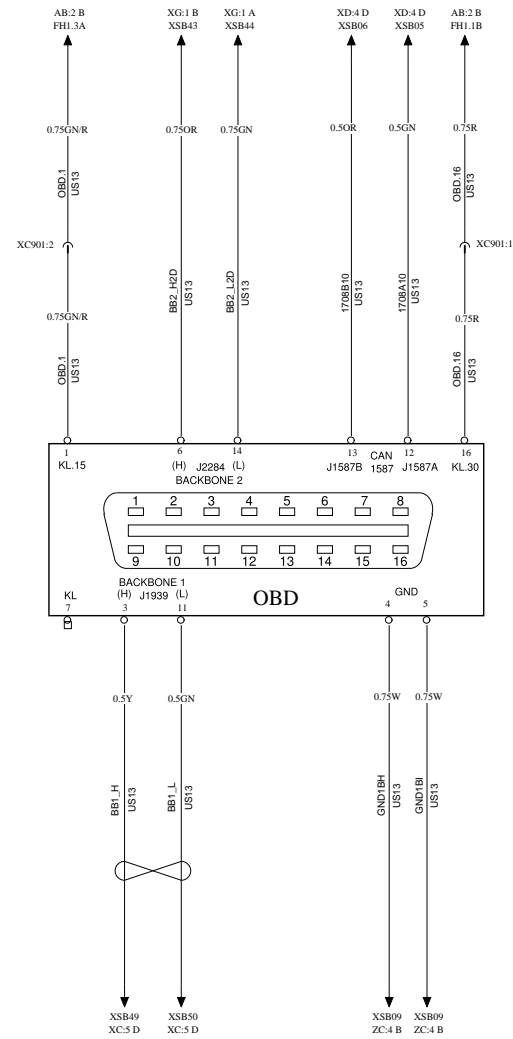 AB:2 B XG:1 B XG:1 A XD:4 D XD:4 D AB:2 B
FH1.3A XSB43 XSB44 XSB06 XSB05 FH1.1B
0.75GN/R 0.75OR 0.75GN 0.5OR 0.5GN 0.75R
OBD.1
US13
OBD.16
US13
XC901:2
XC901:1
BB2_H2D
US13
BB2_L2D
US13
1708B10
US13
1708A10
US13
0.75GN/R
0.75R
OBD.1
US13
OBD.16
US13
1 6 14 13 12 16
KL.15 (H) J2284 (L) J1587B CAN 1587 J1587A KL.30
BACKBONE 2
1 2 3 4 5 6 7 8
9 10 11 12 13 14 15 16
BACKBONE 1
KL (H) J1939 (L) OBD GND
7 3 11 4 5
0.5Y 0.5GN 0.75W 0.75W
BB1_H
US13
BB1_L
US13
GND1BH
US13
GND1BI
US13
XSB49 XSB50 XSB09 XSB09
XC:5 D XC:5 D ZC:4 B ZC:4 B